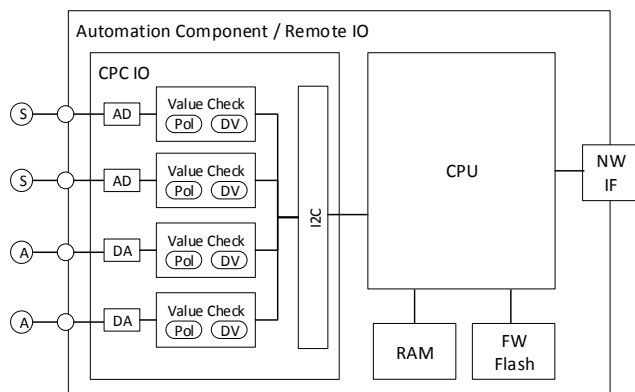 Automation Component / Remote IO
CPC IO
S
AD
Value Check
Pol
DV
S
AD
Value Check
Pol
DV
A
DA
Value Check
Pol
DV
A
DA
Value Check
Pol
DV
I2C
CPU
NW
IF
RAM
FW
Flash